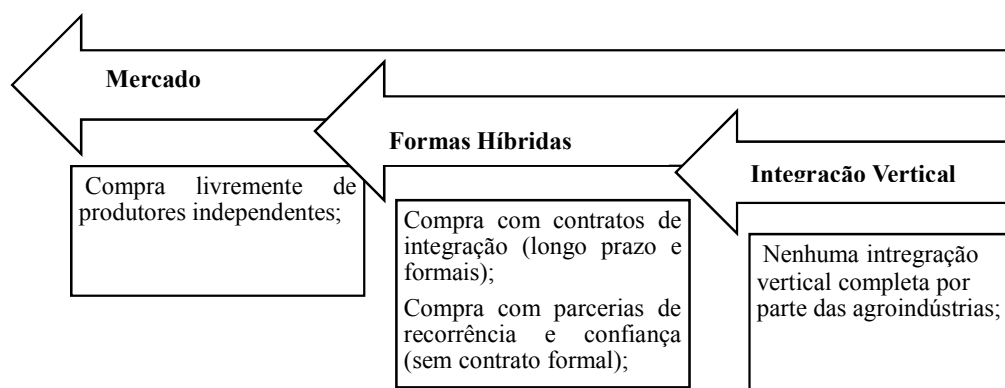 Mercado
Compra livremente de
produtores independentes;
Formas Híbridas
Compra com contratos de
integração (longo prazo e
formais);
Compra com parcerias de
recorrência e confiança
(sem contrato formal);
Integração Vertical
Nenhuma intregração
vertical completa por
parte das agroindústrias;